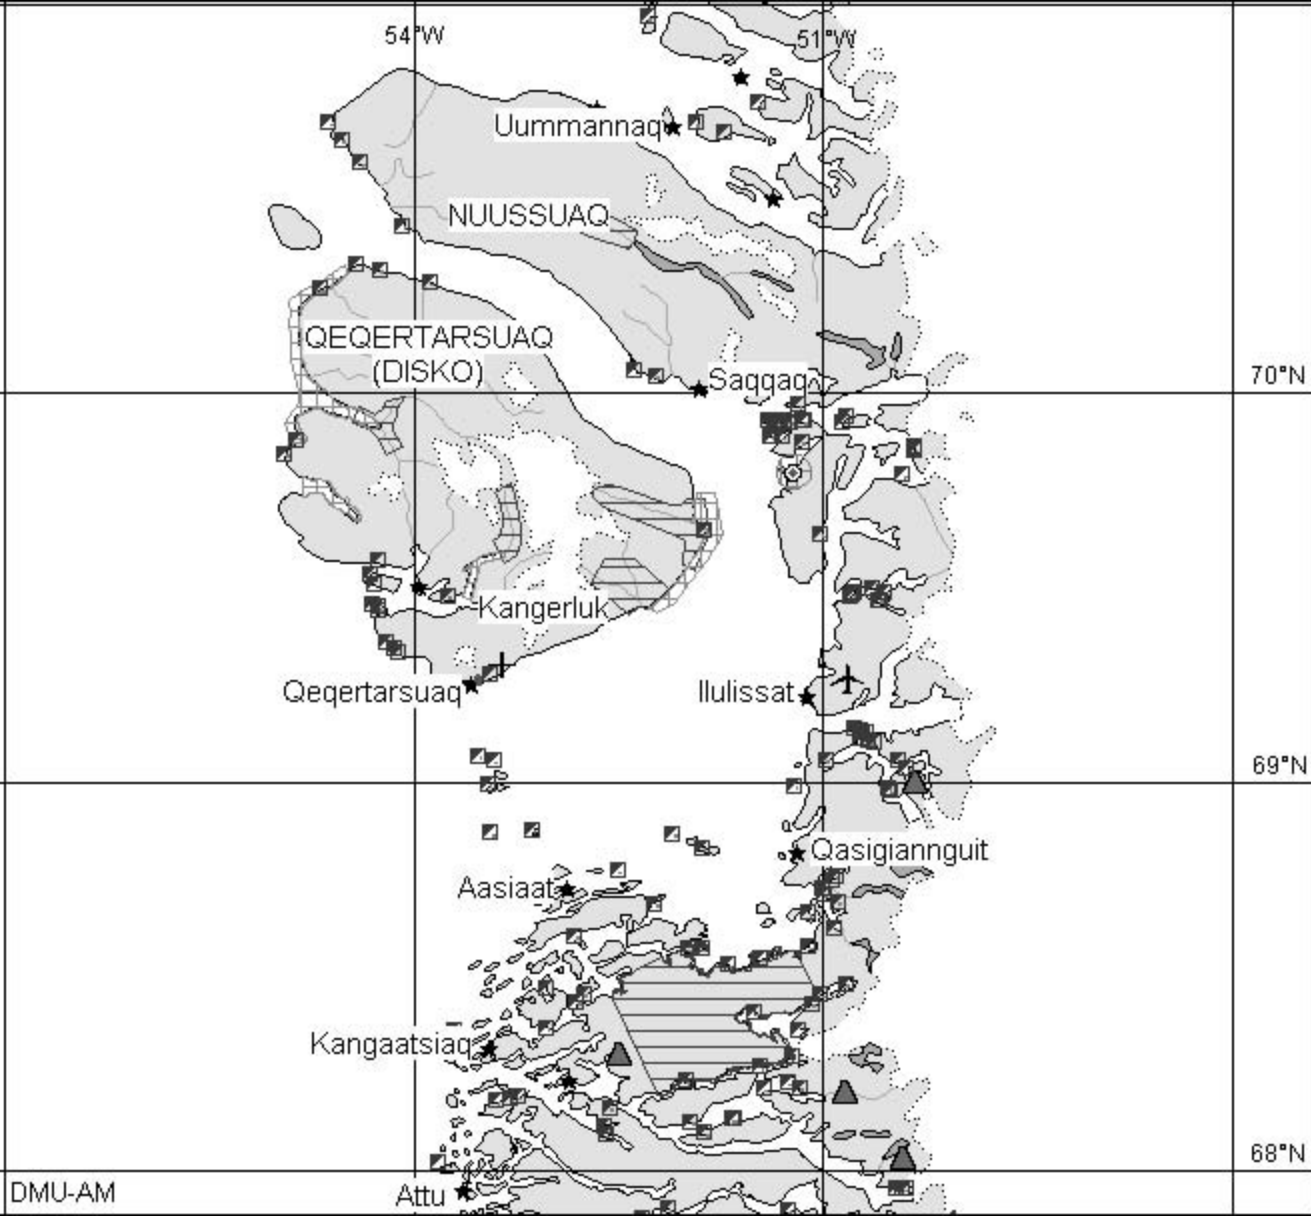 54°W
51°W
Uummannaq
NUUSSUAQ
QEQERTARSUAQ
(DISKO)
Saqqaq
70°N
Kangerluk
Qeqertarsuaq
Ilulissat
69°N
Qasigiannguit
Aasiaat
Kangaatsiaq
68°N
DMU-AM
Attu